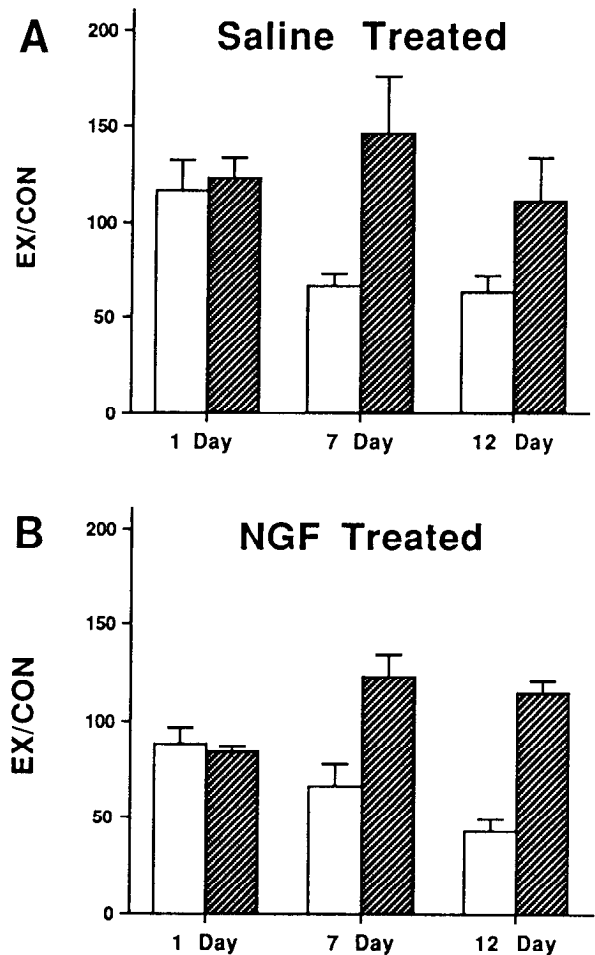 A
Saline Treated
200
150
100
50
0
EX/CON
1 Day
7 Day
12 Day
B
NGF Treated
200
150
100
50
0
EX/CON
1 Day
7 Day
12 Day